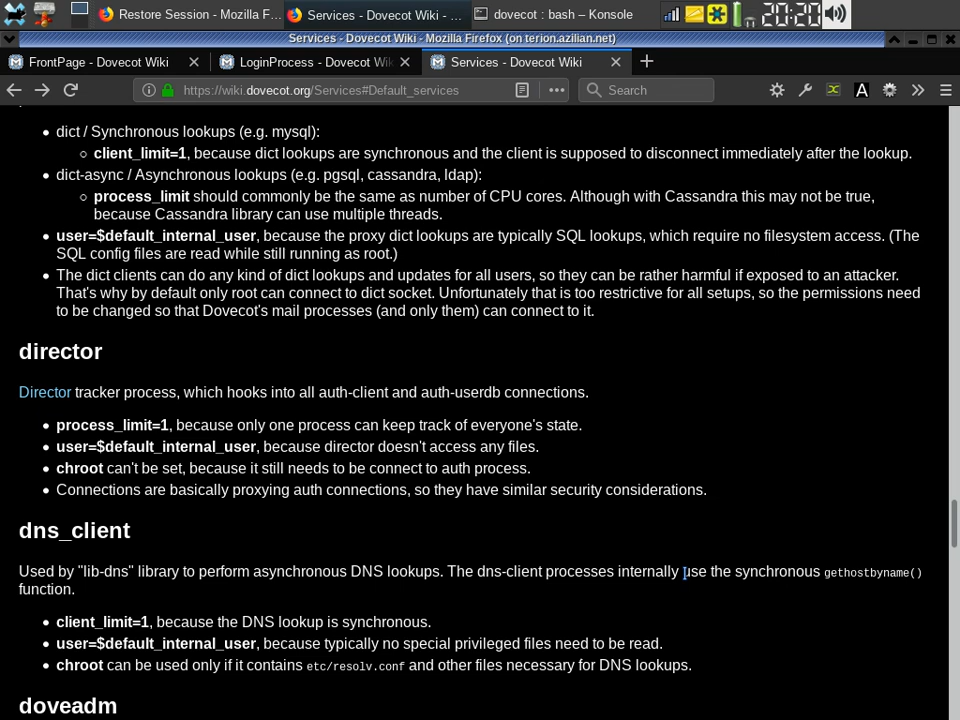 Restore Session - Mozilla F...
Services - Dovecot Wiki - ...
dovecot : bash – Konsole
20:20
Services - Dovecot Wiki - Mozilla Firefox (on terion.azilian.net)
FrontPage - Dovecot Wiki
LoginProcess - Dovecot Wik
Services - Dovecot Wiki
https://wiki.dovecot.org/Services#Default_services
Search
A
dict / Synchronous lookups (e.g. mysql):
client_limit=1, because dict lookups are synchronous and the client is supposed to disconnect immediately after the lookup.
dict-async / Asynchronous lookups (e.g. pgsql, cassandra, ldap):
process_limit should commonly be the same as number of CPU cores. Although with Cassandra this may not be true,
because Cassandra library can use multiple threads.
user=$default_internal_user, because the proxy dict lookups are typically SQL lookups, which require no filesystem access. (The
SQL config files are read while still running as root.)
The dict clients can do any kind of dict lookups and updates for all users, so they can be rather harmful if exposed to an attacker.
That's why by default only root can connect to dict socket. Unfortunately that is too restrictive for all setups, so the permissions need
to be changed so that Dovecot's mail processes (and only them) can connect to it.
director
Director tracker process, which hooks into all auth-client and auth-userdb connections.
process_limit=1, because only one process can keep track of everyone's state.
user=$default_internal_user, because director doesn't access any files.
chroot can't be set, because it still needs to be connect to auth process.
Connections are basically proxying auth connections, so they have similar security considerations.
dns_client
Used by "lib-dns" library to perform asynchronous DNS lookups. The dns-client processes internally use the synchronous gethostbyname()
function.
client_limit=1, because the DNS lookup is synchronous.
user=$default_internal_user, because typically no special privileged files need to be read.
chroot can be used only if it contains etc/resolv.conf and other files necessary for DNS lookups.
doveadm